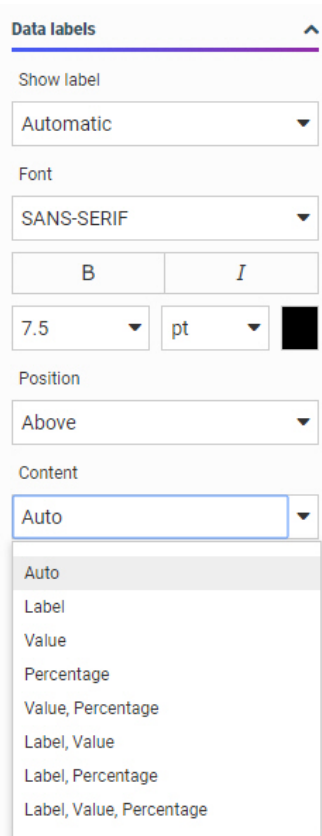 Data labels
Show label
Automatic
Font
SANS-SERIF
B I
7.5 pt
Position
Above
Content
Auto
Auto
Label
Value
Percentage
Value, Percentage
Label, Value
Label, Percentage
Label, Value, Percentage